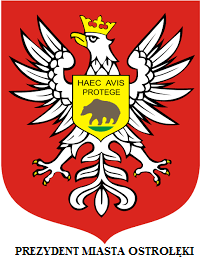 HAEC AVIS
PROTEGE
PREZYDENT MIASTA OSTROŁĘKI